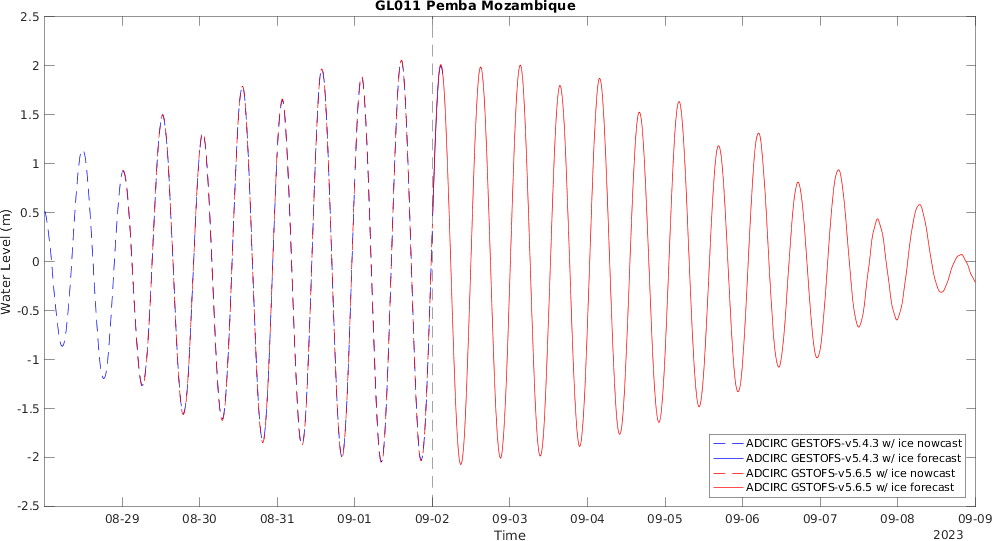 GL011 Pemba Mozambique
2.5
2
1.5
1
0.5
0
-0.5
-1
-1.5
-2
-2.5
Water Level (m)
ADCIRC GESTOFS-v5.4.3 w/ ice nowcast
ADCIRC GESTOFS-v5.4.3 w/ ice forecast
ADCIRC GSTOFS-v5.6.5 w/ ice nowcast
ADCIRC GSTOFS-v5.6.5 w/ ice forecast
08-29 08-30 08-31 09-01 09-02 09-03 09-04 09-05 09-06 09-07 09-08 09-09
Time
2023